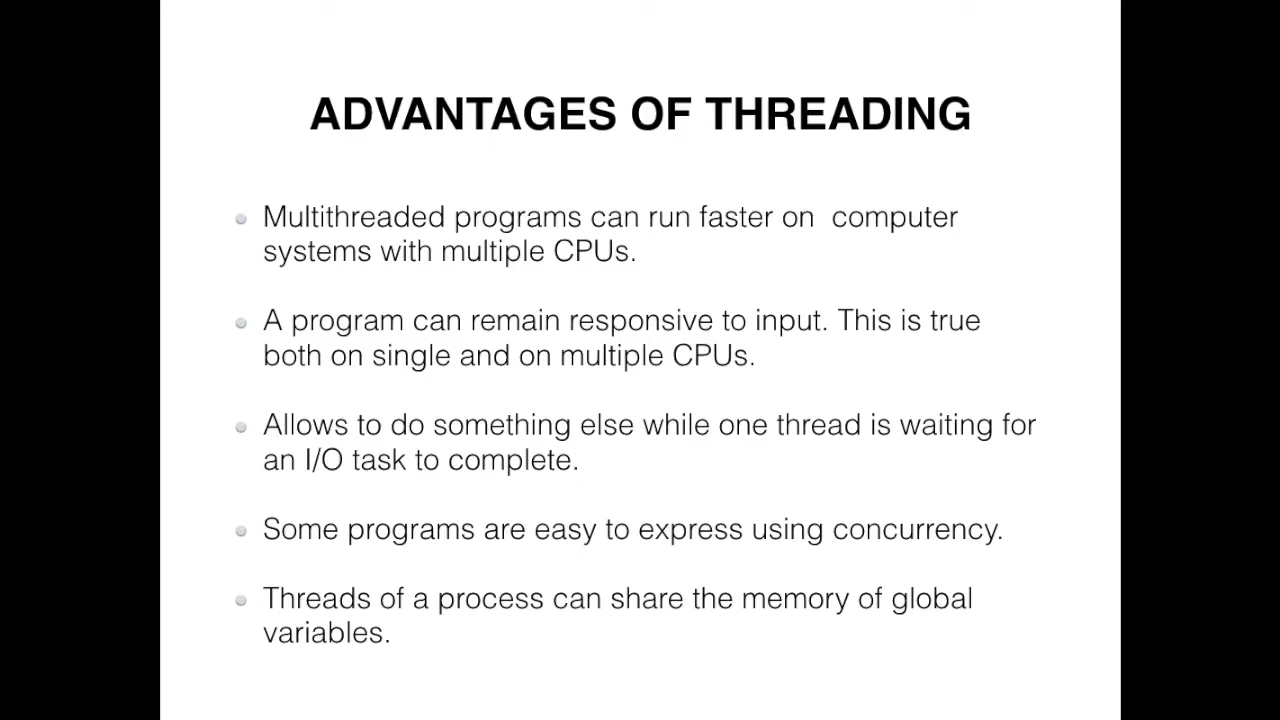 ADVANTAGES OF THREADING
Multithreaded programs can run faster on  computer
systems with multiple CPUs.
A program can remain responsive to input. This is true
both on single and on multiple CPUs.
Allows to do something else while one thread is waiting for
an I/O task to complete.
Some programs are easy to express using concurrency.
Threads of a process can share the memory of global
variables.